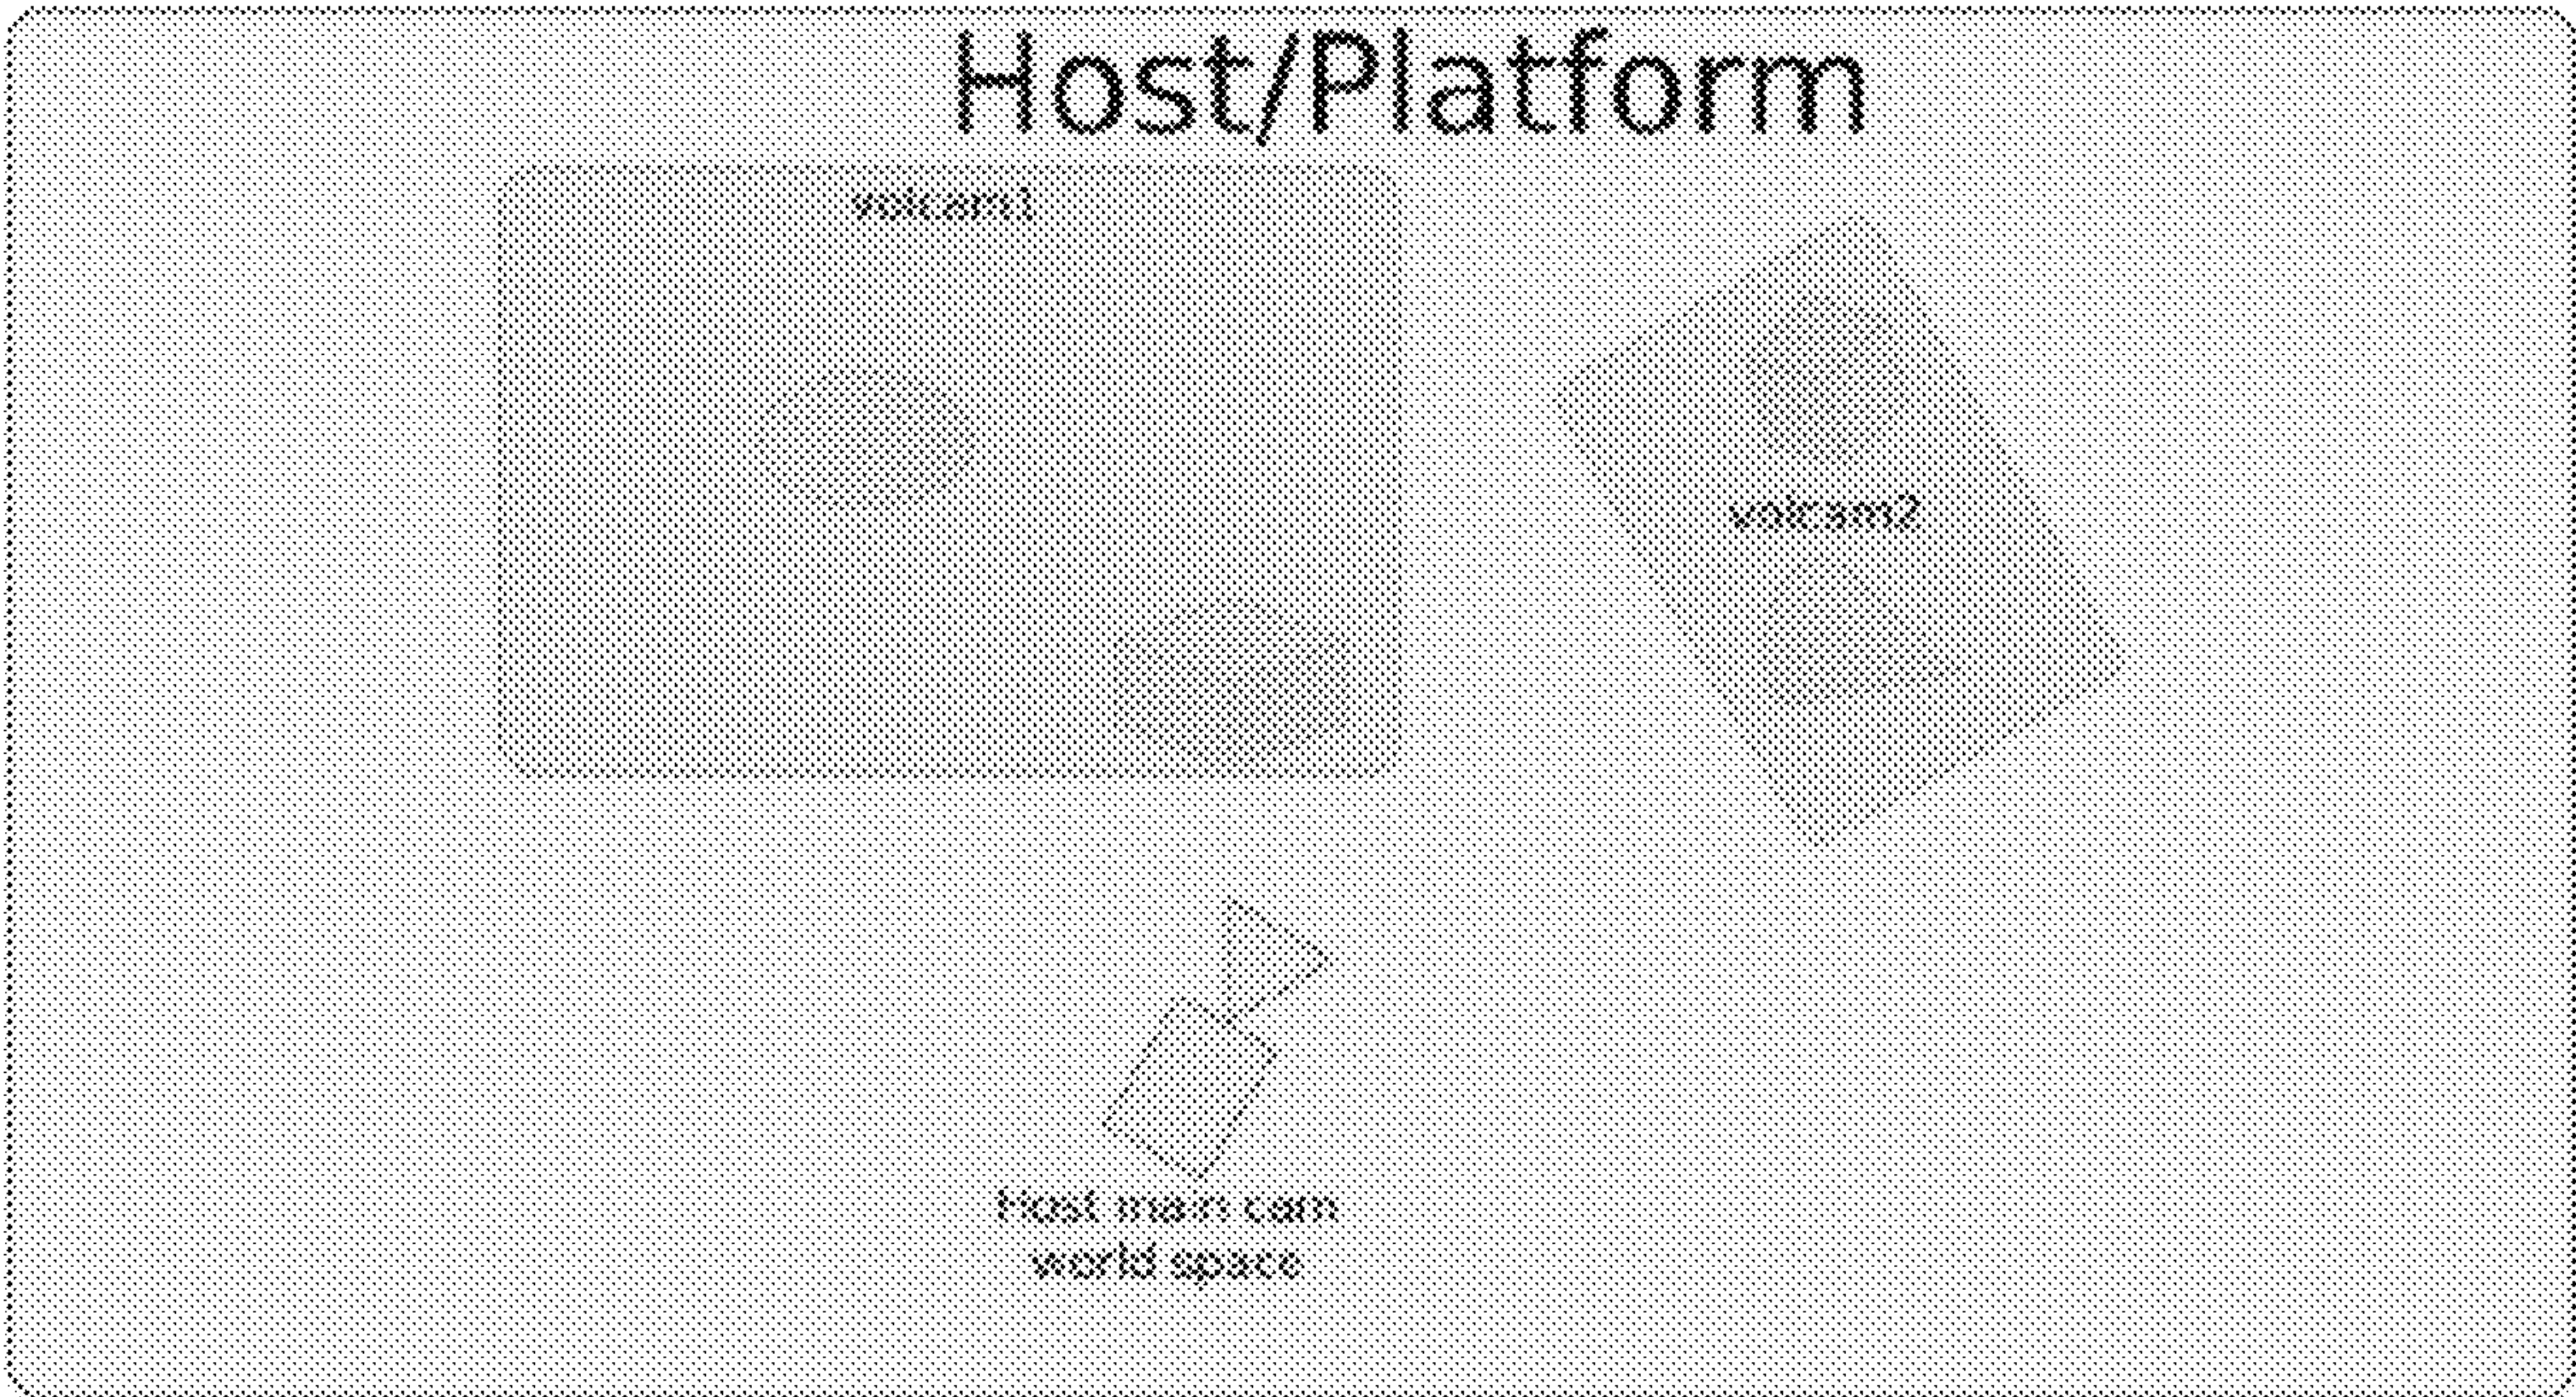 Host/Platform
volcam1
volcam2
Host main cam
world space